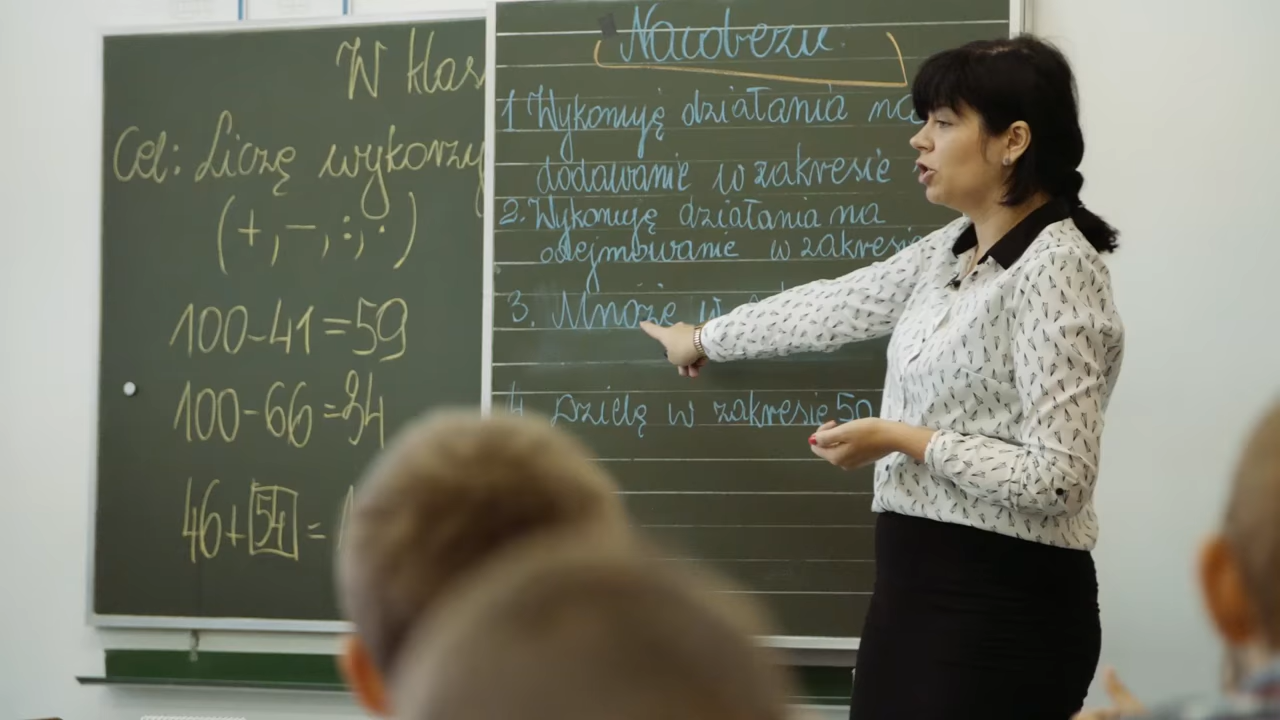 W klas
Cel: Liczę wykorzy
(+, -, :, ·)
100-41=59
100-66=34
46+54=
Nacobezu
1 Wykonuję działania na
dodawanie w zakresie
2. Wykonuję działania na
odejmowanie w zakresie
3. Mnożę w
4. Dzielę w zakresie 50